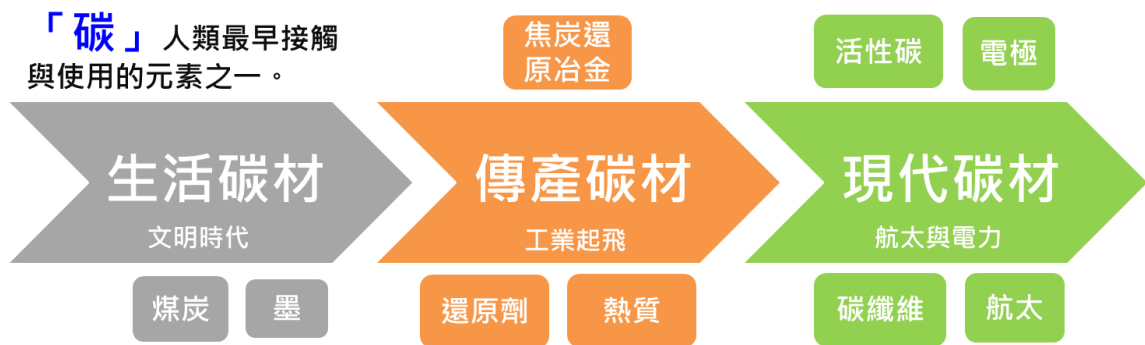 「碳」人類最早接觸
與使用的元素之一。
焦炭還
原冶金
活性碳
電極
生活碳材
文明時代
傳產碳材
工業起飛
現代碳材
航太與電力
煤炭
墨
還原劑
熱質
碳纖維
航太